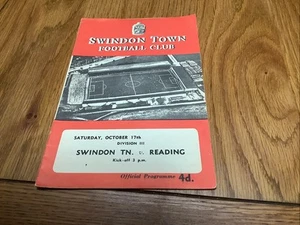 SWINDON TOWN
FOOTBALL CLUB
SATURDAY, OCTOBER 17th
DIVISION III
SWINDON TN. v. READING
Kick-off 3 p.m.
Official Programme 4d.